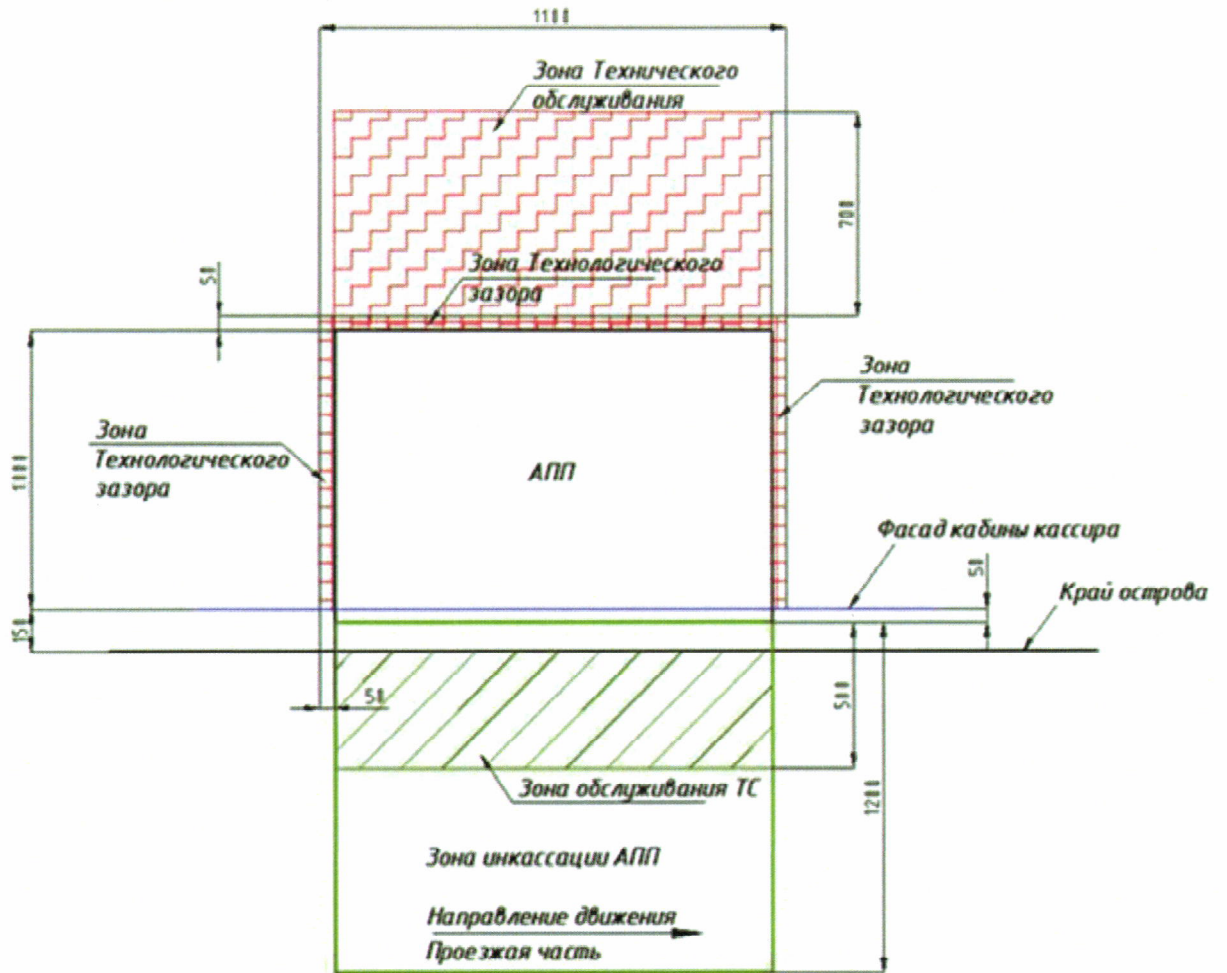 1100
Зона Технического
обслуживания
700
50
Зона Технологического
зазора
Зона
Технологического
зазора
Зона
Технологического
зазора
1000
АПП
Фасад кабины кассира
50
Край острова
150
50
500
Зона обслуживания ТС
1200
Зона инкассации АПП
Направление движения
Проезжая часть